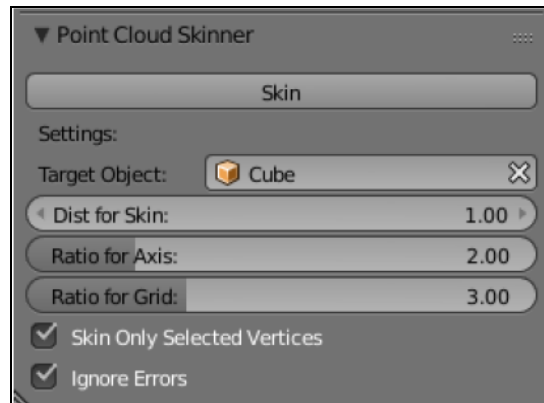 Point Cloud Skinner
Skin
Settings:
Target Object: Cube
Dist for Skin: 1.00
Ratio for Axis: 2.00
Ratio for Grid: 3.00
Skin Only Selected Vertices
Ignore Errors